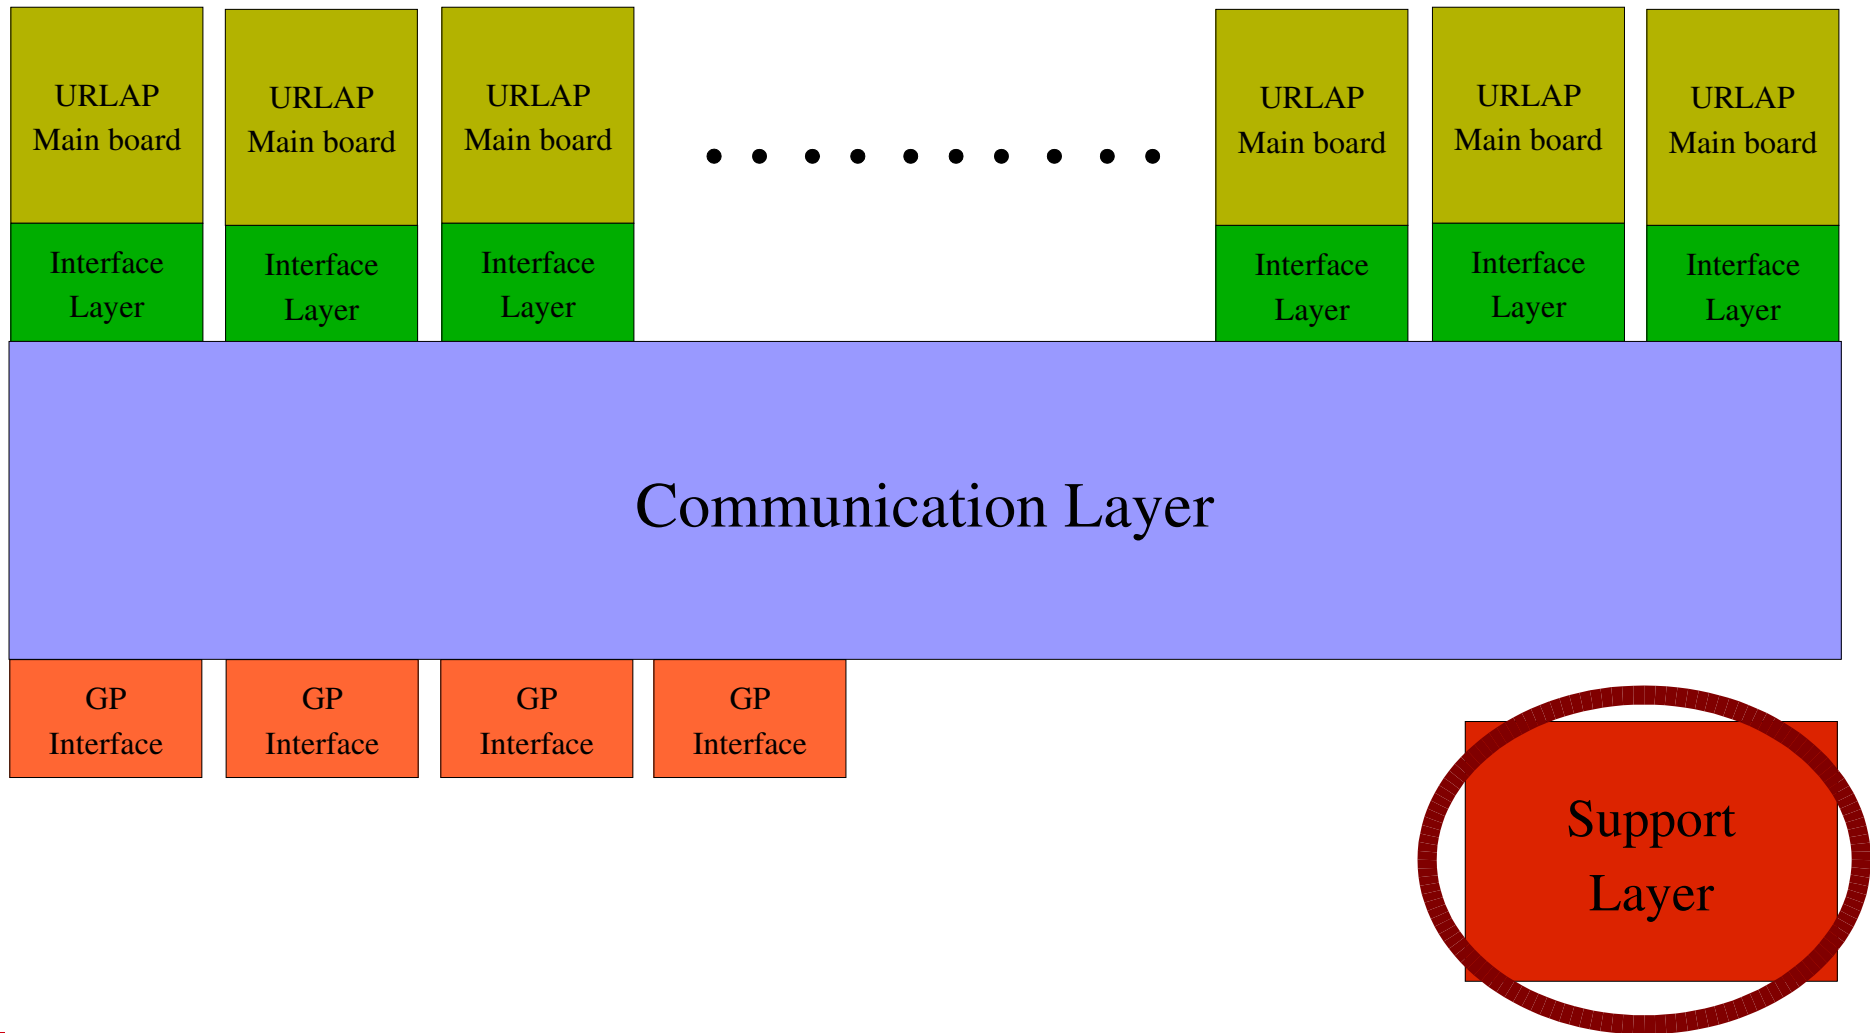 URLAP
Main board
URLAP
Main board
URLAP
Main board
URLAP
Main board
URLAP
Main board
URLAP
Main board
Interface
Layer
Interface
Layer
Interface
Layer
Interface
Layer
Interface
Layer
Interface
Layer
Communication Layer
GP
Interface
GP
Interface
GP
Interface
GP
Interface
Support
Layer